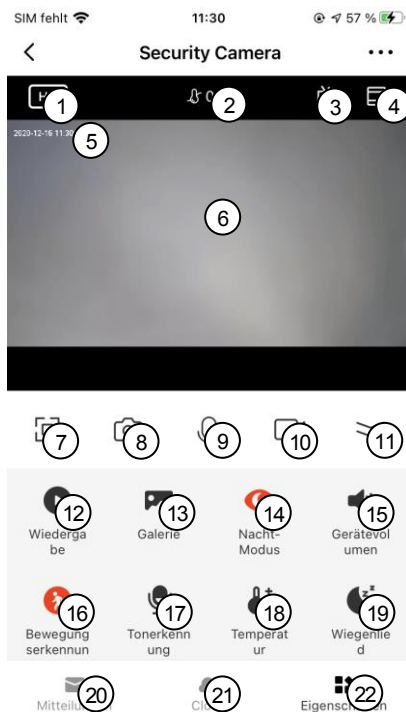 SIM fehlt 11:30 57 %
Security Camera
1 2 3 4
2020-12-16 11:30 5
6
7 8 9 10 11
12 13 14 15
Wiederga
be
Galerie
Nacht-
Modus
Gerätevol
umen
16 17 18 19
Bewegung
serkennun
Tonerkenn
ung
Temperat
ur
Wiegenlie
d
20 21 22